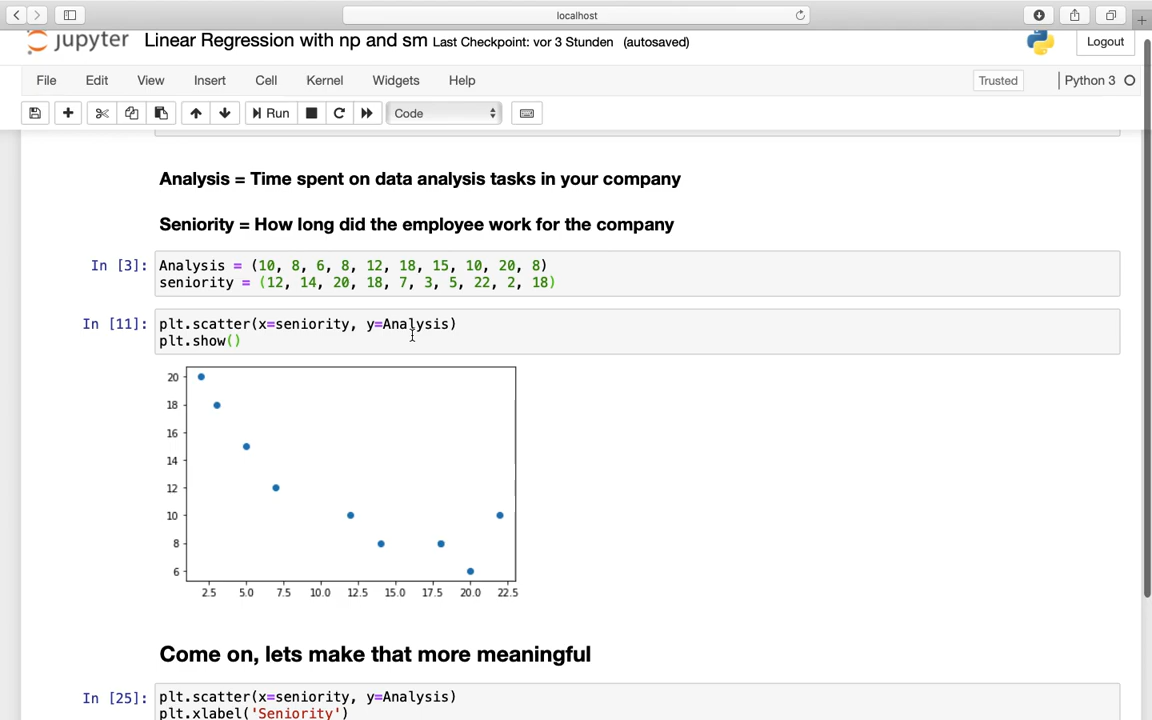 localhost
jupyter Linear Regression with np and sm Last Checkpoint: vor 3 Stunden (autosaved) Logout
File Edit View Insert Cell Kernel Widgets Help Trusted Python 3
Run Code
Analysis = Time spent on data analysis tasks in your company
Seniority = How long did the employee work for the company
In [3]: Analysis = (10, 8, 6, 8, 12, 18, 15, 10, 20, 8)
seniority = (12, 14, 20, 18, 7, 3, 5, 22, 2, 18)
In [11]: plt.scatter(x=seniority, y=Analysis)
plt.show()
20
18
16
14
12
10
8
6
2.5 5.0 7.5 10.0 12.5 15.0 17.5 20.0 22.5
Come on, lets make that more meaningful
In [25]: plt.scatter(x=seniority, y=Analysis)
plt.xlabel('Seniority')